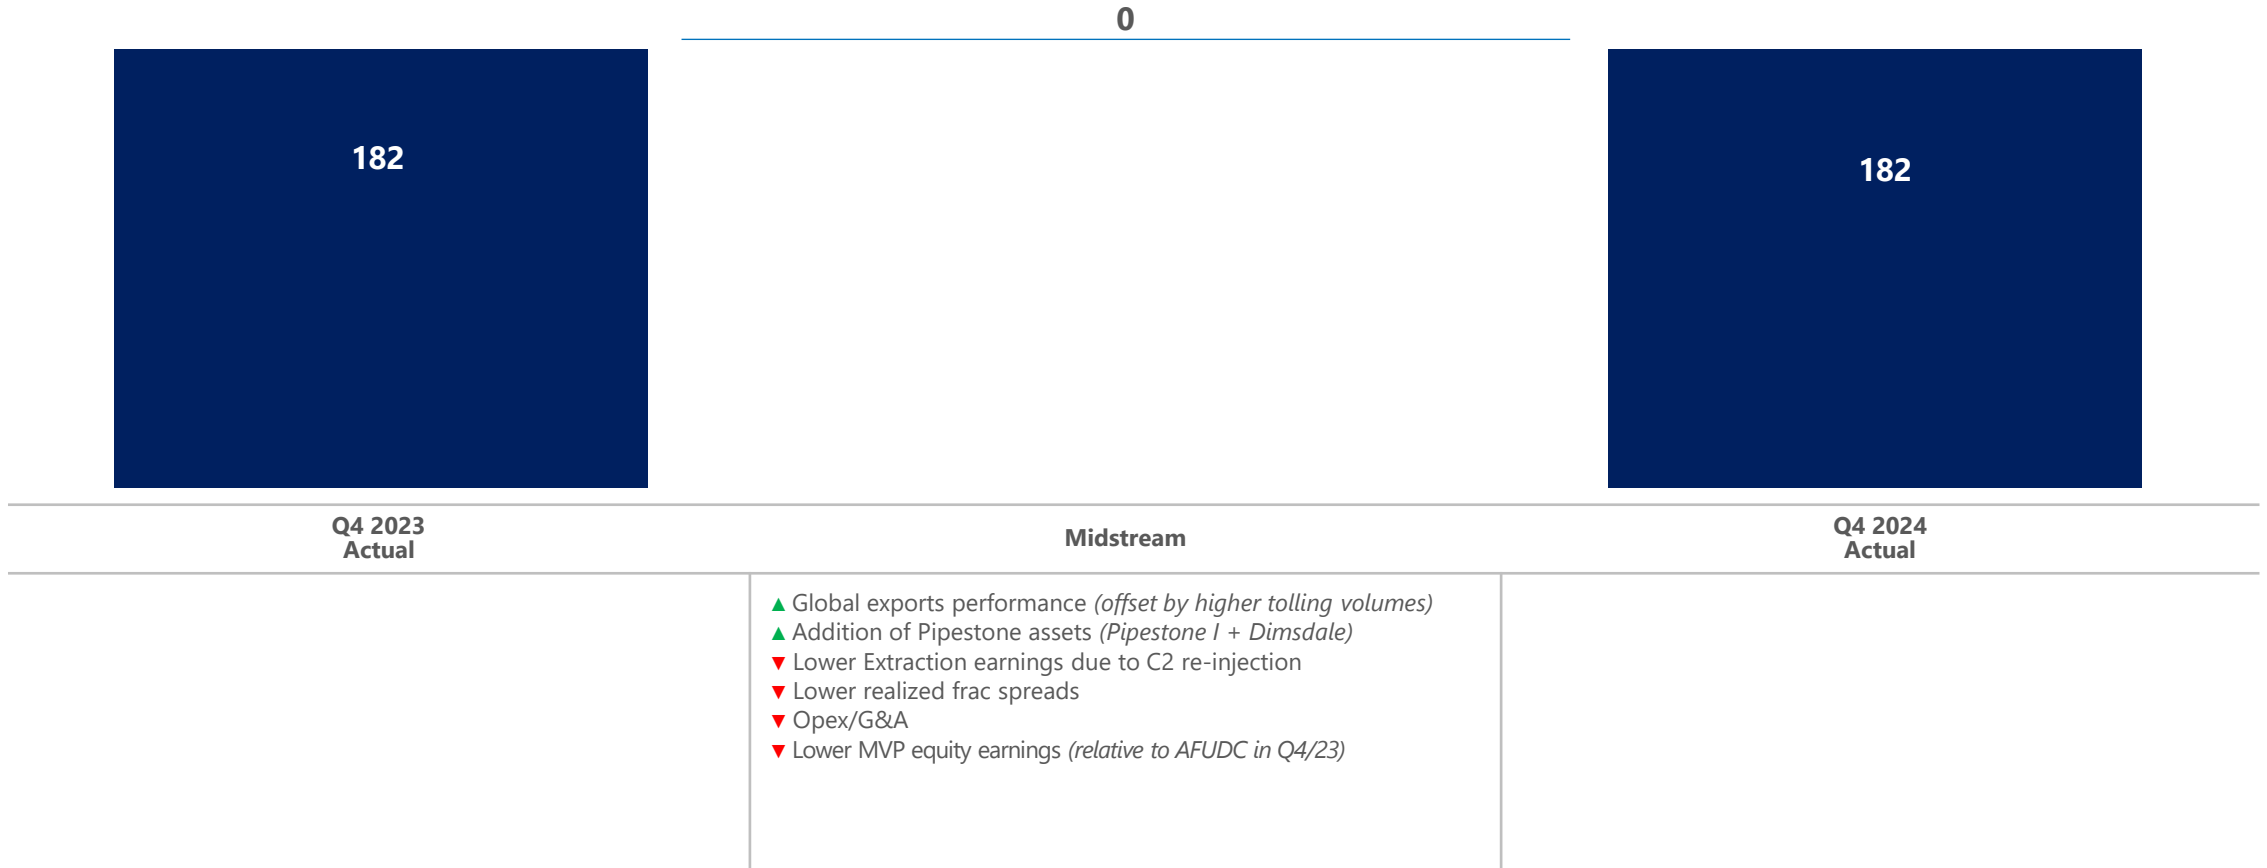 0
182
182
Q4 2023
Actual
Midstream
Q4 2024
Actual
▲ Global exports performance (offset by higher tolling volumes)
▲ Addition of Pipestone assets (Pipestone I + Dimsdale)
▼ Lower Extraction earnings due to C2 re-injection
▼ Lower realized frac spreads
▼ Opex/G&A
▼ Lower MVP equity earnings (relative to AFUDC in Q4/23)